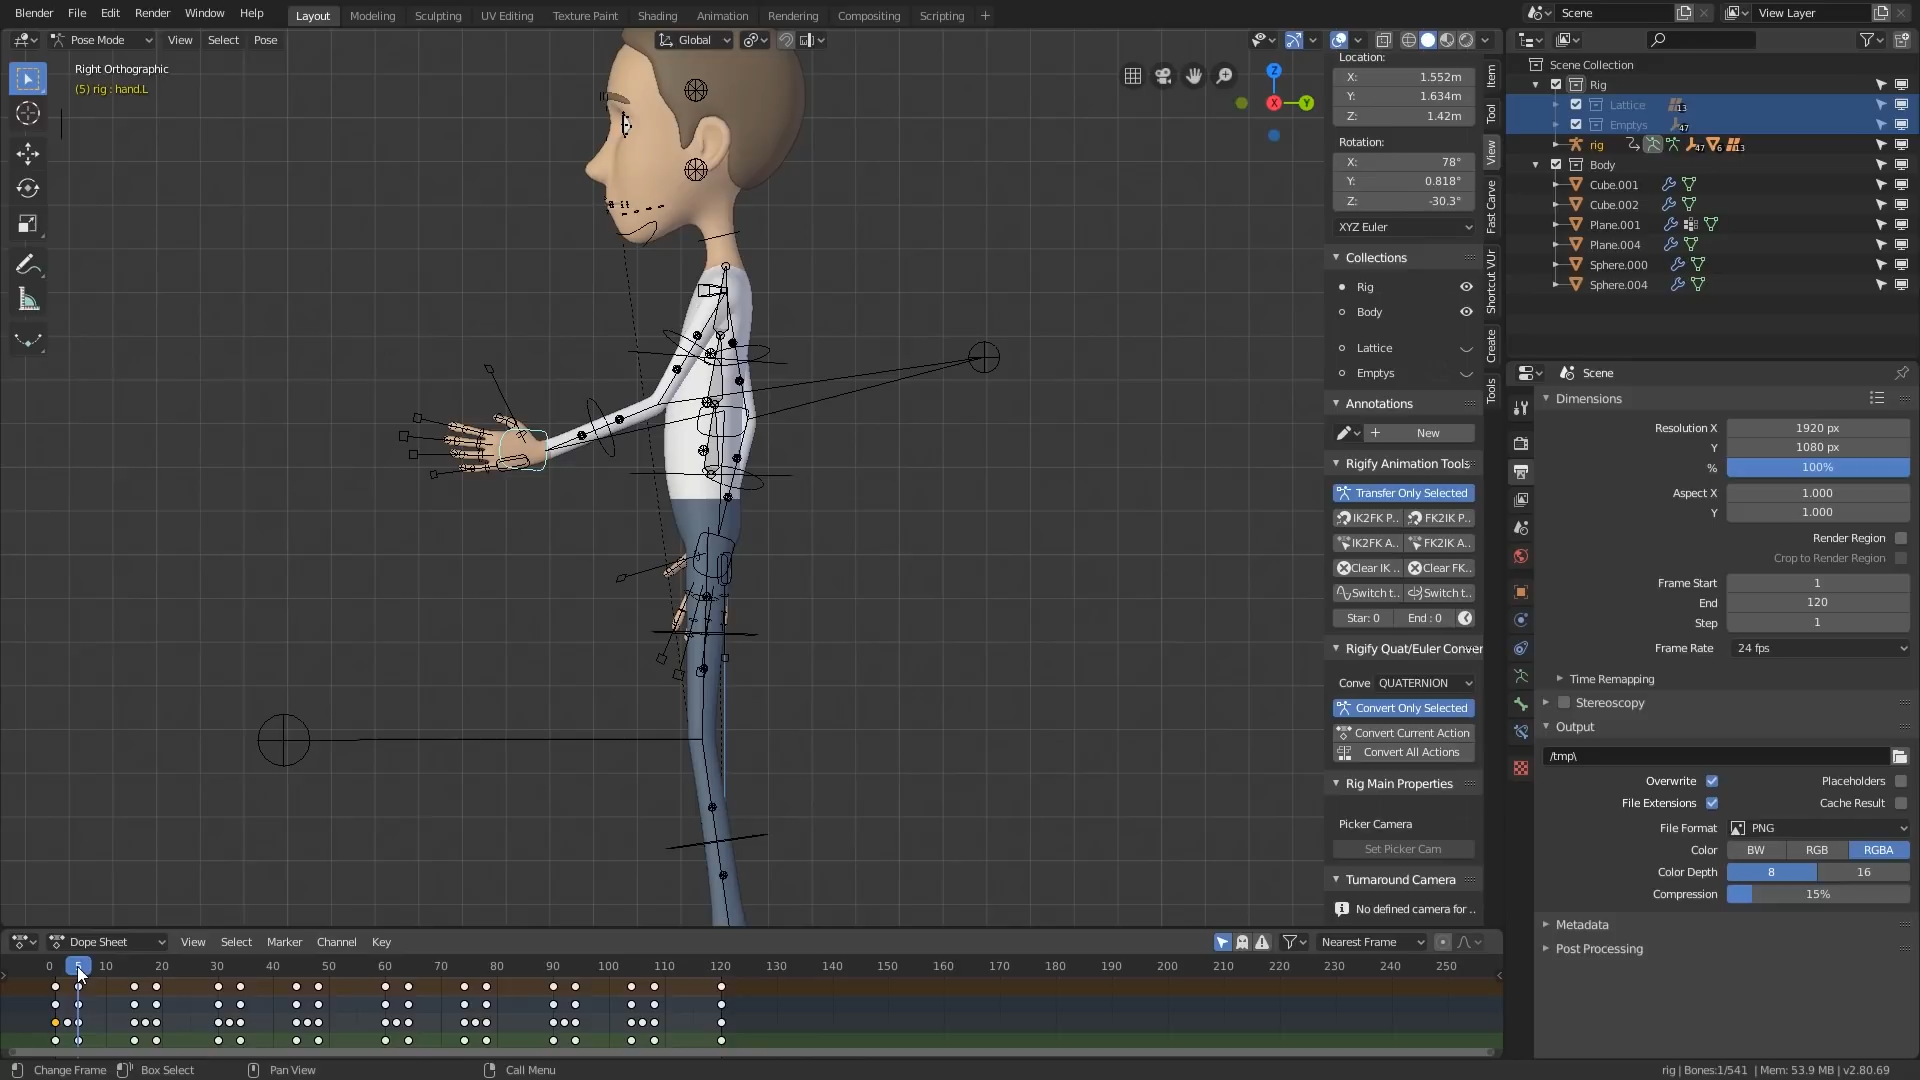 Blender File Edit Render Window Help Layout Modeling Sculpting UV Editing Texture Paint Shading Animation Rendering Compositing Scripting + Scene View Layer
Pose Mode View Select Pose Global
Right Orthographic
(5) rig : hand.L
Z
Y
X
Location:
X: 1.552m
Y: 1.634m
Z: 1.42m
Rotation:
X: 78°
Y: 0.818°
Z: -30.3°
XYZ Euler
Collections
Rig
Body
Lattice
Emptys
Annotations
+ New
Rigify Animation Tools
Transfer Only Selected
IK2FK P.. FK2IK P..
IK2FK A.. FK2IK A..
Clear IK .. Clear FK..
Switch t.. Switch t..
Star: 0 End : 0
Rigify Quat/Euler Conver
Conve QUATERNION
Convert Only Selected
Convert Current Action
Convert All Actions
Rig Main Properties
Picker Camera
Set Picker Cam
Turnaround Camera
No defined camera for ..
Item
Tool
View
Fast Carve
Shortcut VUr
Create
Tools
Scene Collection
Rig
Lattice 13
Emptys 47
rig 47 6 13
Body
Cube.001
Cube.002
Plane.001
Plane.004
Sphere.000
Sphere.004
Scene
Dimensions
Resolution X 1920 px
Y 1080 px
% 100%
Aspect X 1.000
Y 1.000
Render Region
Crop to Render Region
Frame Start 1
End 120
Step 1
Frame Rate 24 fps
Time Remapping
Stereoscopy
Output
/tmp\
Overwrite Placeholders
File Extensions Cache Result
File Format PNG
Color BW RGB RGBA
Color Depth 8 16
Compression 15%
Metadata
Post Processing
Dope Sheet View Select Marker Channel Key Nearest Frame
0 5 10 20 30 40 50 60 70 80 90 100 110 120 130 140 150 160 170 180 190 200 210 220 230 240 250
Change Frame Box Select Pan View Call Menu rig | Bones:1/541 | Mem: 53.9 MB | v2.80.69